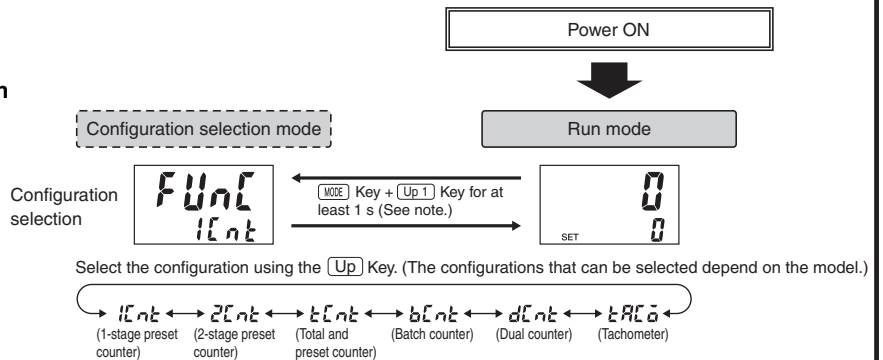 Power ON
n
Configuration selection mode
Run mode
Configuration
selection
FUnC
1Cnt
MODE Key + Up 1 Key for at
least 1 s (See note.)
0
SET 0
Select the configuration using the Up Key. (The configurations that can be selected depend on the model.)
1Cnt 2Cnt tCnt bCnt dCnt tACo
(1-stage preset
counter)
(2-stage preset
counter)
(Total and
preset counter)
(Batch counter)
(Dual counter)
(Tachometer)